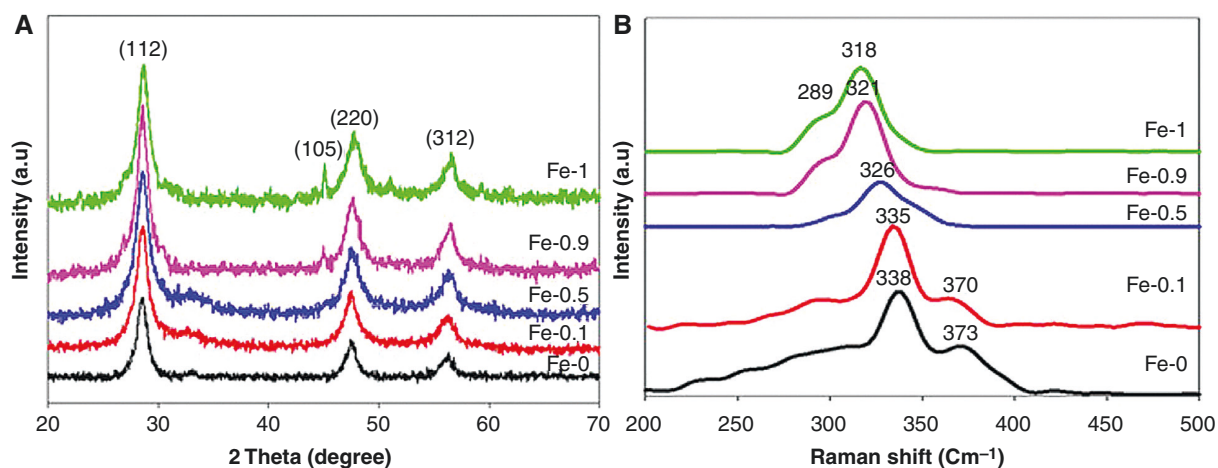 A
(112)
(220)
(312)
(105)
Fe-1
Fe-0.9
Fe-0.5
Fe-0.1
Fe-0
Intensity (a.u)
20 30 40 50 60 70
2 Theta (degree)
B
318
289
321
326
335
338
370
373
Fe-1
Fe-0.9
Fe-0.5
Fe-0.1
Fe-0
Intensity (a.u)
200 250 300 350 400 450 500
Raman shift (Cm⁻¹)